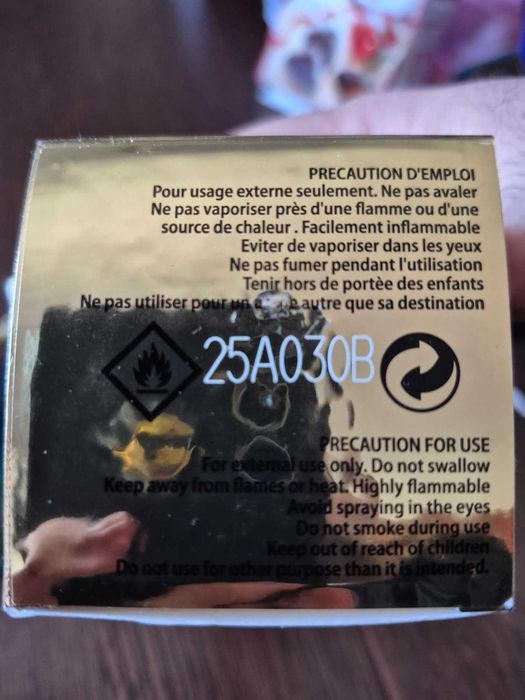 PRECAUTION D'EMPLOI
Pour usage externe seulement. Ne pas avaler
Ne pas vaporiser près d'une flamme ou d'une
source de chaleur . Facilement inflammable
Eviter de vaporiser dans les yeux
Ne pas fumer pendant l'utilisation
Tenir hors de portèe des enfants
Ne pas utiliser pour un autre que sa destination
25A030B
PRECAUTION FOR USE
For external use only. Do not swallow
Keep away from flames or heat. Highly flammable
Avoid spraying in the eyes
Do not smoke during use
Keep out of reach of children
Do not use for other purpose than it is intended.